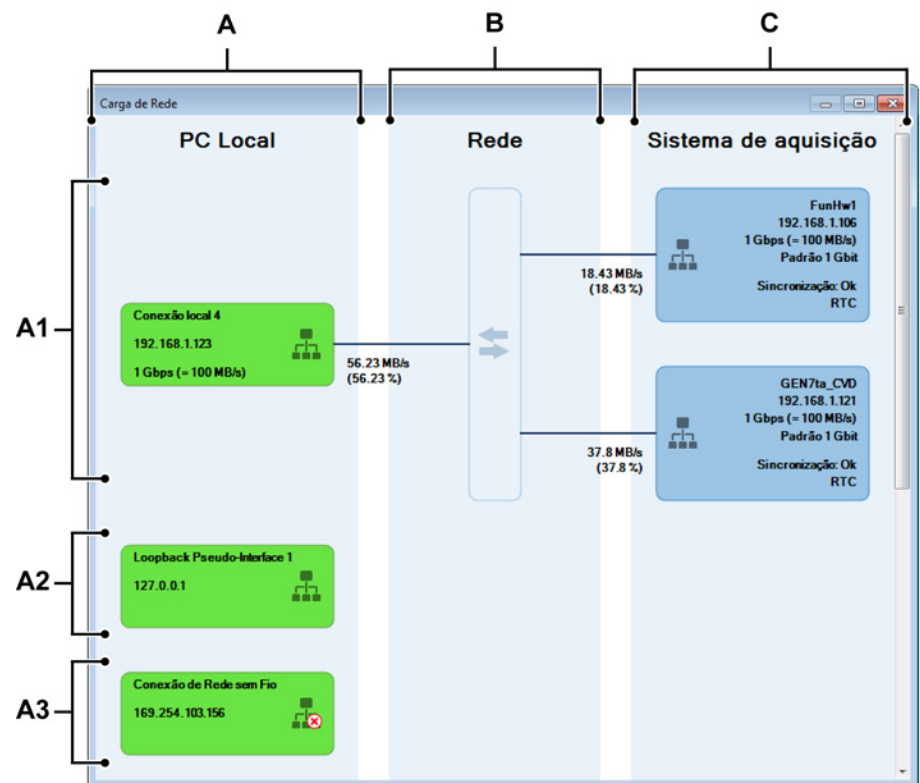 A
B
C
Carga de Rede
PC Local
Rede
Sistema de aquisição
A1
Conexão local 4
192.168.1.123
1 Gbps (= 100 MB/s)
56.23 MB/s
(56.23 %)
18.43 MB/s
(18.43 %)
FunHw1
192.168.1.106
1 Gbps (= 100 MB/s)
Padrão 1 Gbit
Sincronização: Ok
RTC
37.8 MB/s
(37.8 %)
GEN7ta_CVD
192.168.1.121
1 Gbps (= 100 MB/s)
Padrão 1 Gbit
Sincronização: Ok
RTC
A2
Loopback Pseudo-Interface 1
127.0.0.1
A3
Conexão de Rede sem Fio
169.254.103.156